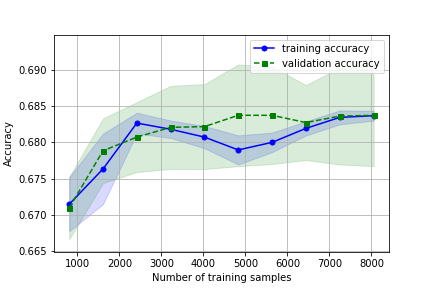 training accuracy
validation accuracy
0.690
0.685
0.680
0.675
0.670
0.665
Accuracy
1000 2000 3000 4000 5000 6000 7000 8000
Number of training samples